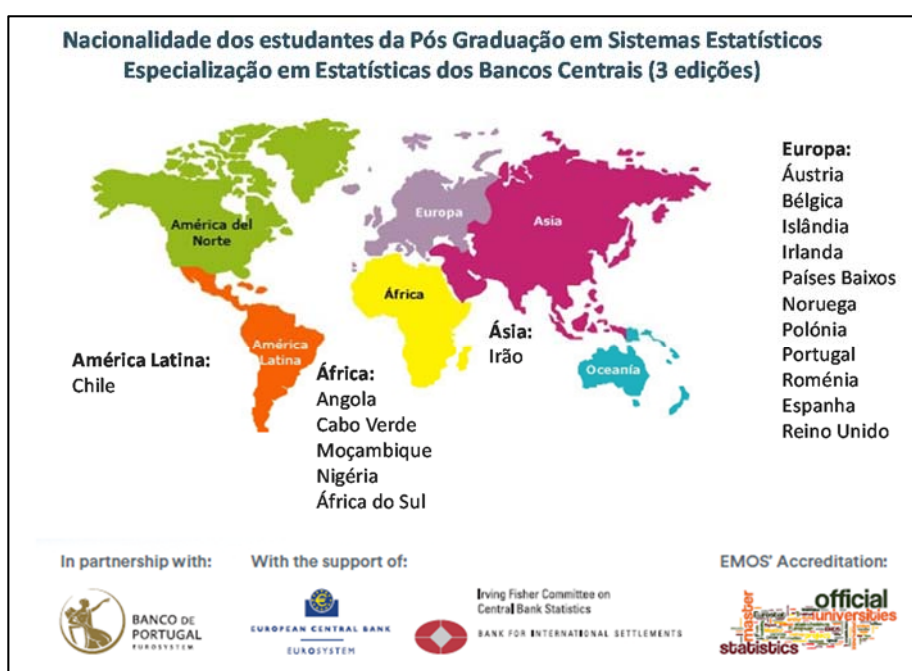 Nacionalidade dos estudantes da Pós Graduação em Sistemas Estatísticos
Especialização em Estatísticas dos Bancos Centrais (3 edições)
América del
Norte
Europa
Asia
África
América
Latina
Oceanía
América Latina:
Chile
África:
Angola
Cabo Verde
Moçambique
Nigéria
África do Sul
Ásia:
Irão
Europa:
Áustria
Bélgica
Islândia
Irlanda
Países Baixos
Noruega
Polónia
Portugal
Roménia
Espanha
Reino Unido
In partnership with:
BANCO DE
PORTUGAL
EUROSYSTEM
With the support of:
EUROPEAN CENTRAL BANK
EUROSYSTEM
Irving Fisher Committee on
Central Bank Statistics
BANK FOR INTERNATIONAL SETTLEMENTS
EMOS' Accreditation:
master
official
universities
statistics